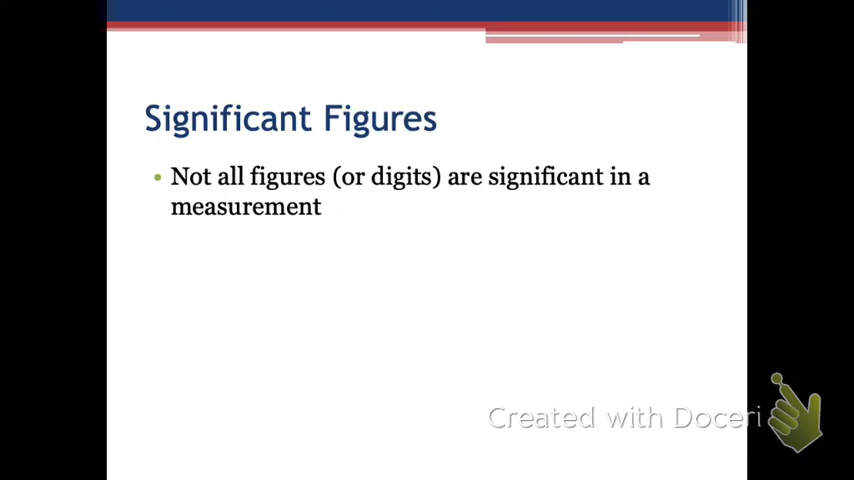 Significant Figures
• Not all figures (or digits) are significant in a
measurement
Created with Doceri